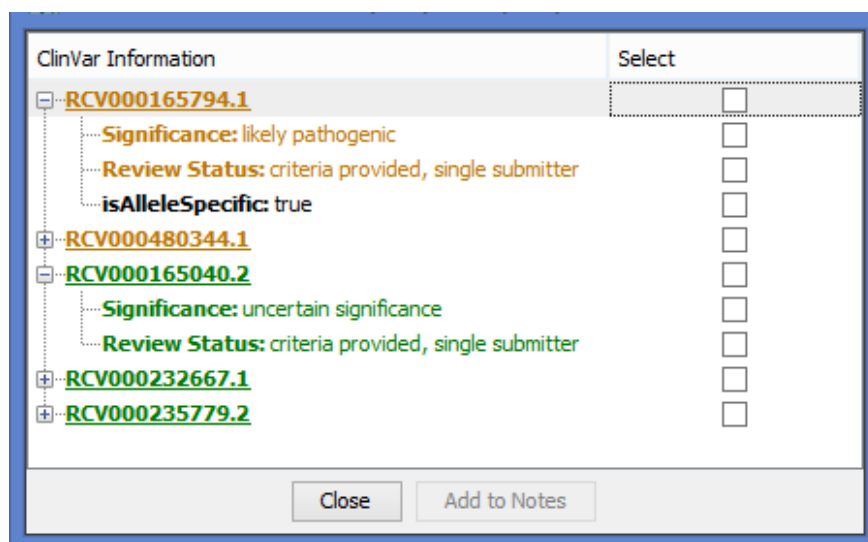 ClinVar Information Select
RCV000165794.1
Significance: likely pathogenic
Review Status: criteria provided, single submitter
isAlleleSpecific: true
RCV000480344.1
RCV000165040.2
Significance: uncertain significance
Review Status: criteria provided, single submitter
RCV000232667.1
RCV000235779.2
Close Add to Notes